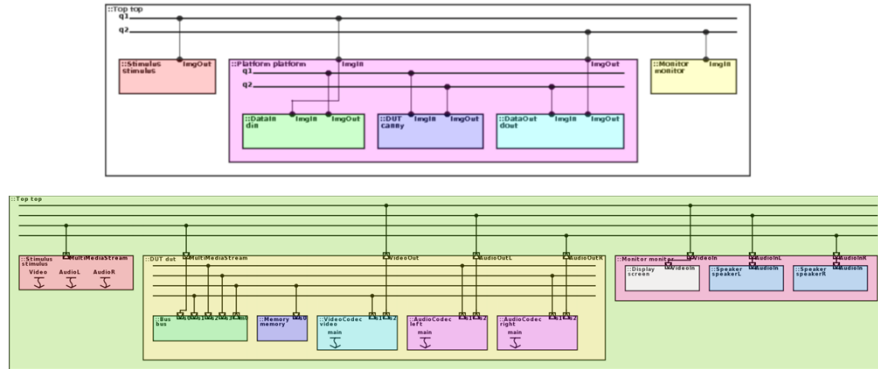 ::Top top
q1
q2
::Stimulus ImgOut
stimulus
::Platform platform ImgIn ImgOut
::Monitor ImgIn
monitor
q1
q2
::DataIn ImgIn ImgOut
din
::DUT ImgIn ImgOut
canny
::DataOut ImgIn ImgOut
dout
::Top top
::Stimulus MultiMediaStream
stimulus
Video AudioL AudioR
::DUT dut MultiMediaStream VideoOut AudioOutL AudioOutR
::Monitor monitor VideoIn AudioInL AudioInR
::Display VideoIn
screen
::Speaker AudioIn
speakerL
::Speaker AudioIn
speakerR
::Bus
bus
::Memory
memory
::VideoCodec
video
main
::AudioCodec
left
main
::AudioCodec
right
main